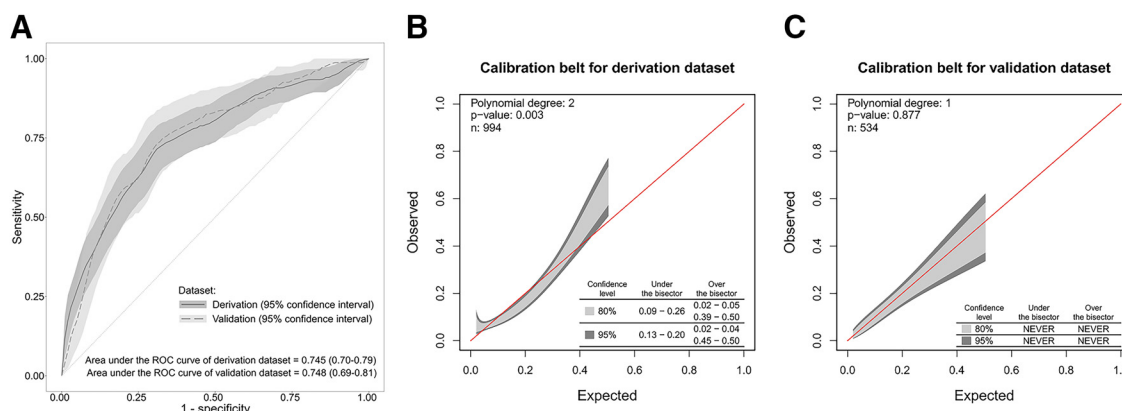 A
1.00
0.75
0.50
0.25
0.00
Sensitivity
Dataset:
Derivation (95% confidence interval)
Validation (95% confidence interval)
Area under the ROC curve of derivation dataset = 0.745 (0.70-0.79)
Area under the ROC curve of validation dataset = 0.748 (0.69-0.81)
0.00 0.25 0.50 0.75 1.00
1 - specificity
B
Calibration belt for derivation dataset
Polynomial degree: 2
p-value: 0.003
n: 994
1.0
0.8
0.6
0.4
0.2
0.0
Observed
Confidence level Under the bisector Over the bisector
80% 0.09 – 0.26 0.02 – 0.05
0.39 – 0.50
95% 0.13 – 0.20 0.02 – 0.04
0.45 – 0.50
0.0 0.2 0.4 0.6 0.8 1.0
Expected
C
Calibration belt for validation dataset
Polynomial degree: 1
p-value: 0.877
n: 534
1.0
0.8
0.6
0.4
0.2
0.0
Observed
Confidence level Under the bisector Over the bisector
80% NEVER NEVER
95% NEVER NEVER
0.0 0.2 0.4 0.6 0.8 1.0
Expected